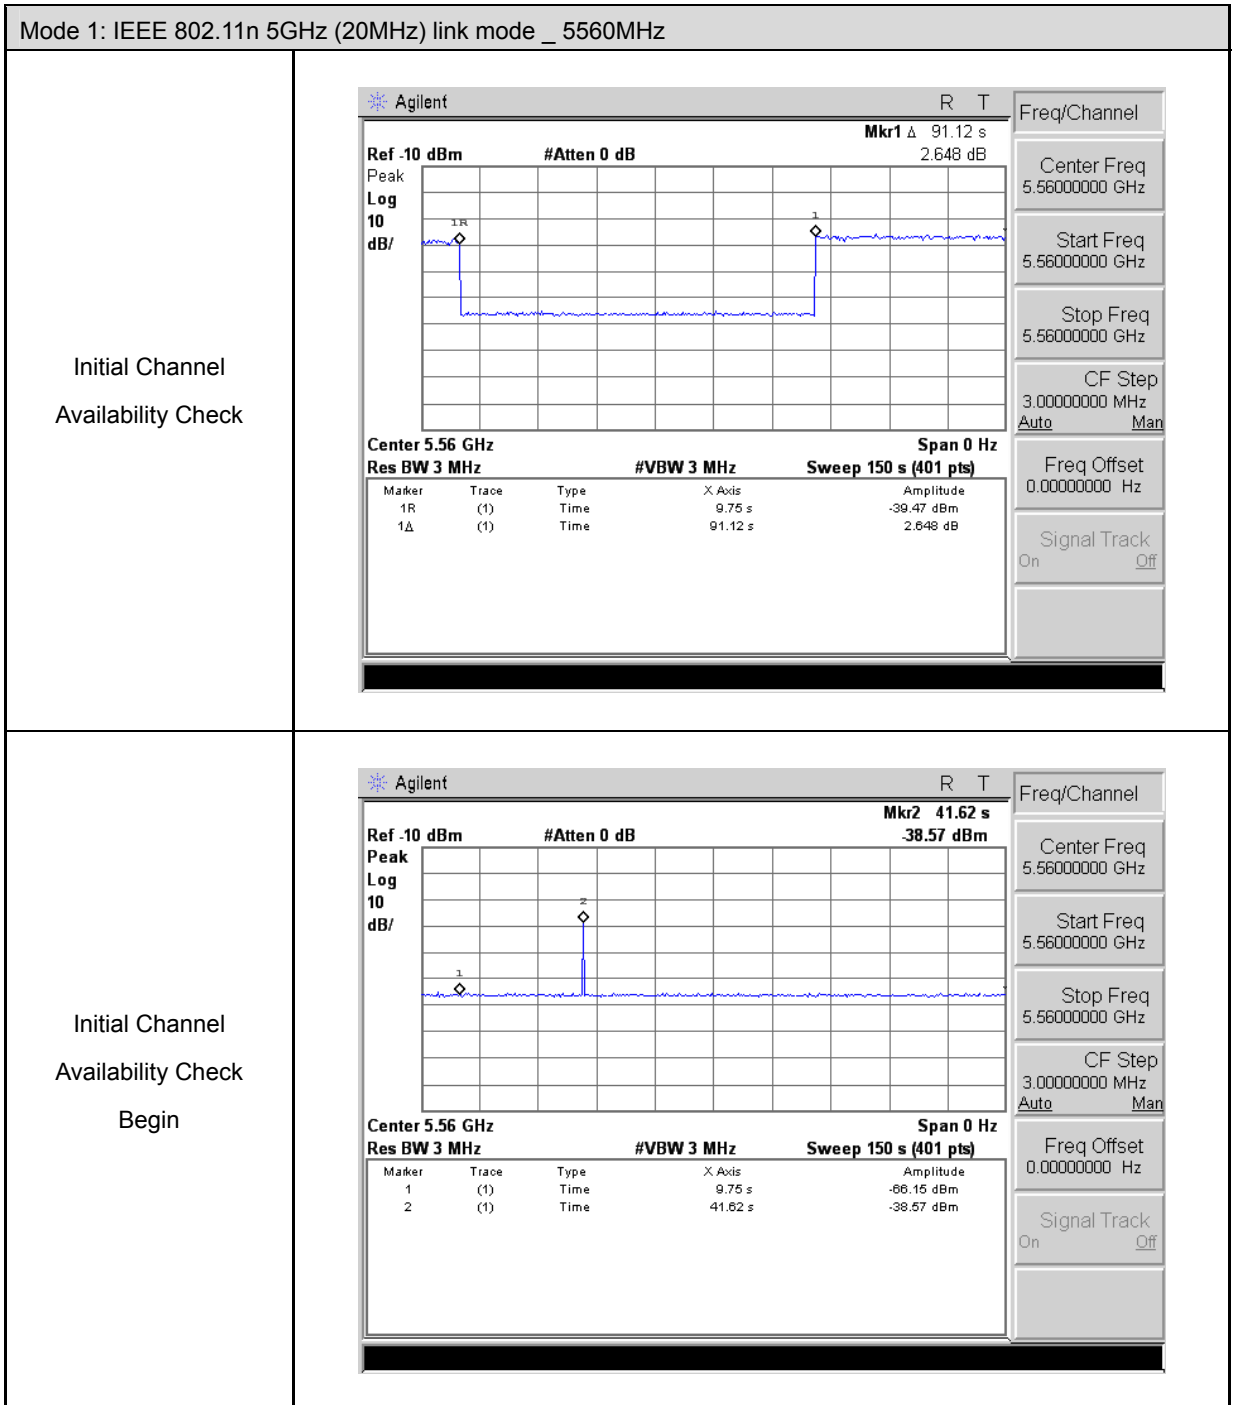 Mode 1: IEEE 802.11n 5GHz (20MHz) link mode _ 5560MHz
Initial Channel
Availability Check
Agilent R T
Mkr1 Δ 91.12 s
Ref -10 dBm #Atten 0 dB 2.648 dB
Peak
Log
10
dB/
1R
1
Center 5.56 GHz Span 0 Hz
Res BW 3 MHz #VBW 3 MHz Sweep 150 s (401 pts)
Marker Trace Type X Axis Amplitude
1R (1) Time 9.75 s -39.47 dBm
1Δ (1) Time 91.12 s 2.648 dB
Freq/Channel
Center Freq
5.56000000 GHz
Start Freq
5.56000000 GHz
Stop Freq
5.56000000 GHz
CF Step
3.00000000 MHz
Auto Man
Freq Offset
0.00000000 Hz
Signal Track
On Off
Initial Channel
Availability Check
Begin
Agilent R T
Mkr2 41.62 s
Ref -10 dBm #Atten 0 dB -38.57 dBm
Peak
Log
10
dB/
2
1
Center 5.56 GHz Span 0 Hz
Res BW 3 MHz #VBW 3 MHz Sweep 150 s (401 pts)
Marker Trace Type X Axis Amplitude
1 (1) Time 9.75 s -66.15 dBm
2 (1) Time 41.62 s -38.57 dBm
Freq/Channel
Center Freq
5.56000000 GHz
Start Freq
5.56000000 GHz
Stop Freq
5.56000000 GHz
CF Step
3.00000000 MHz
Auto Man
Freq Offset
0.00000000 Hz
Signal Track
On Off